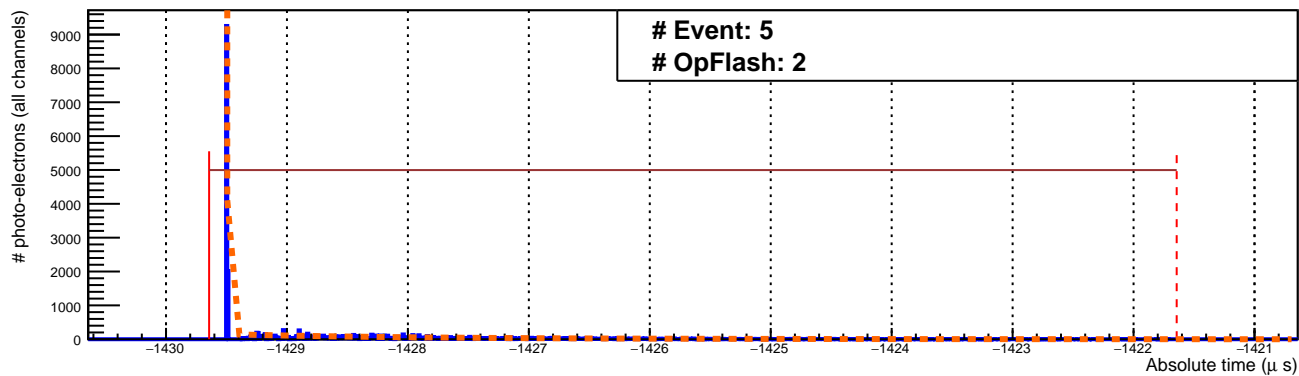 # Event: 5
# OpFlash: 2
# photo-electrons (all channels)
9000
8000
7000
6000
5000
4000
3000
2000
1000
0
−1430 −1429 −1428 −1427 −1426 −1425 −1424 −1423 −1422 −1421
Absolute time (μ s)